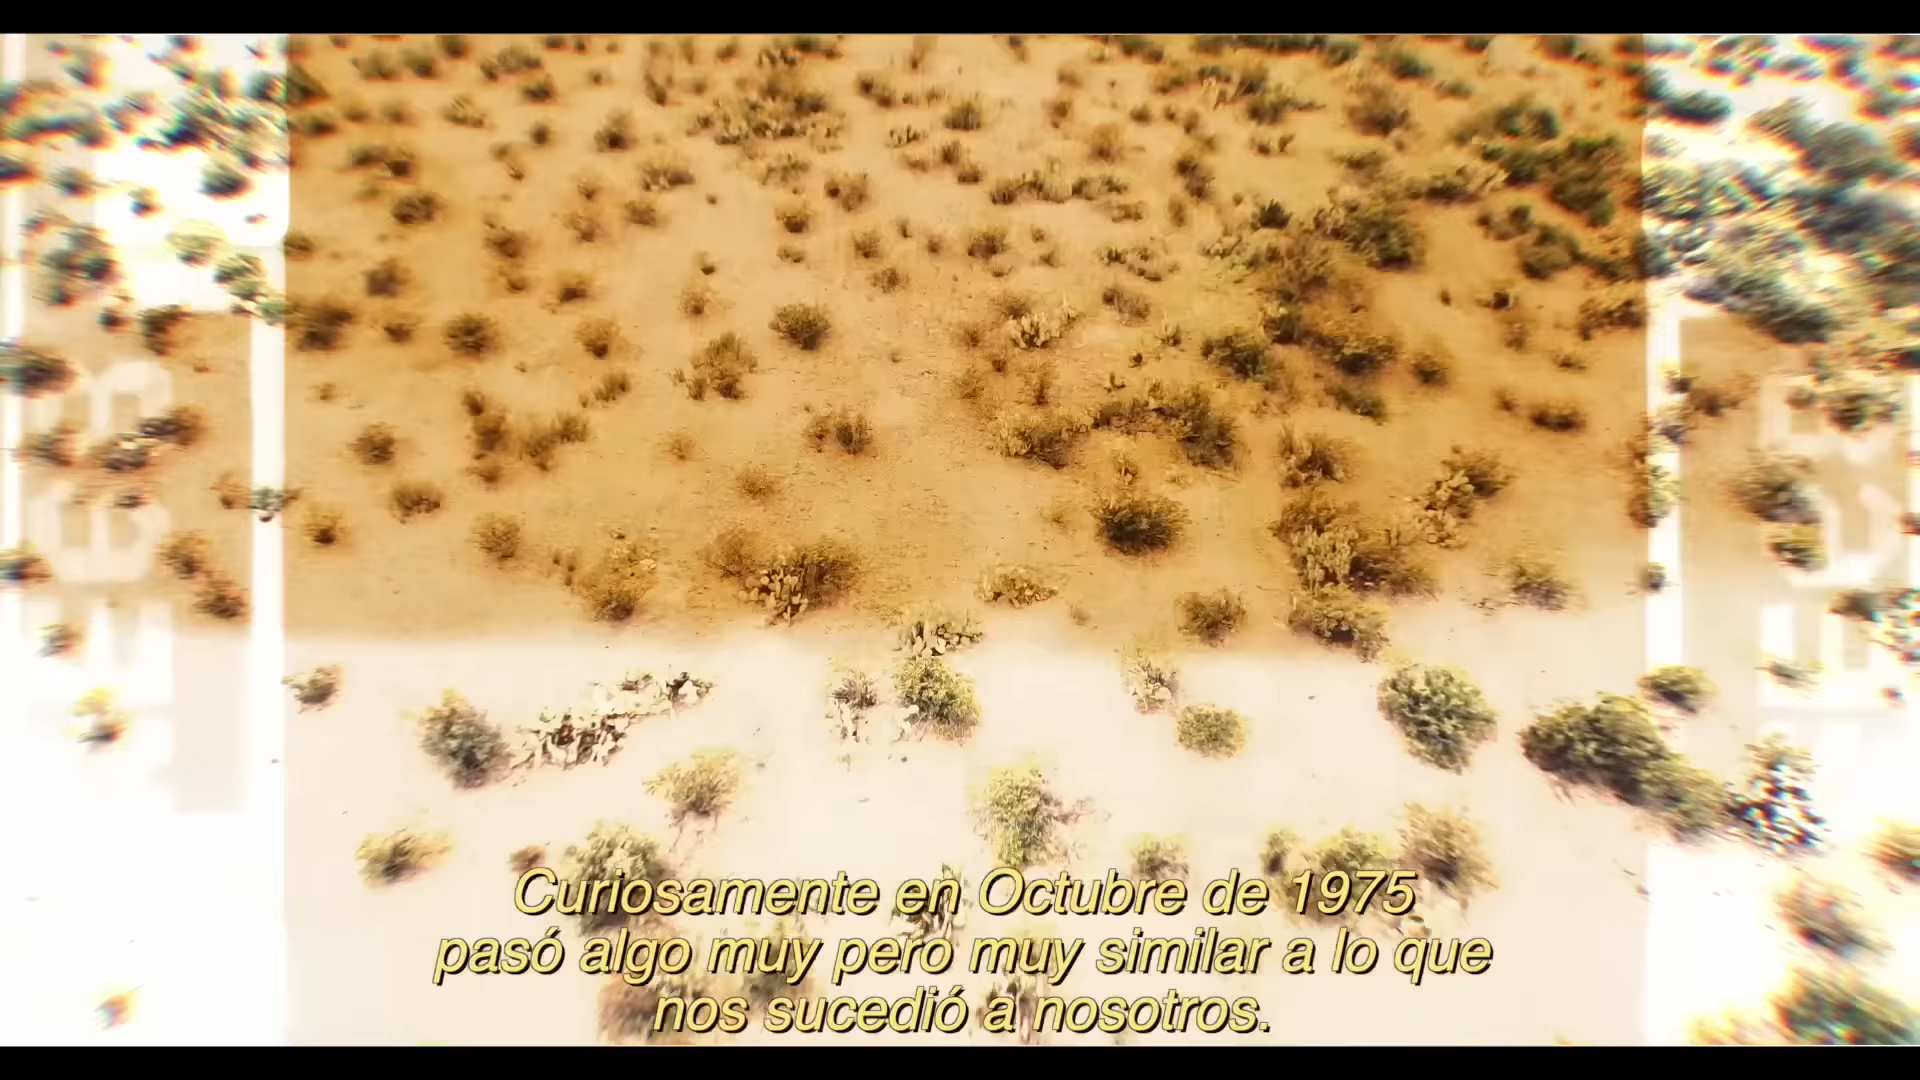 Curiosamente en Octubre de 1975
pasó algo muy pero muy similar a lo que
nos sucedió a nosotros.